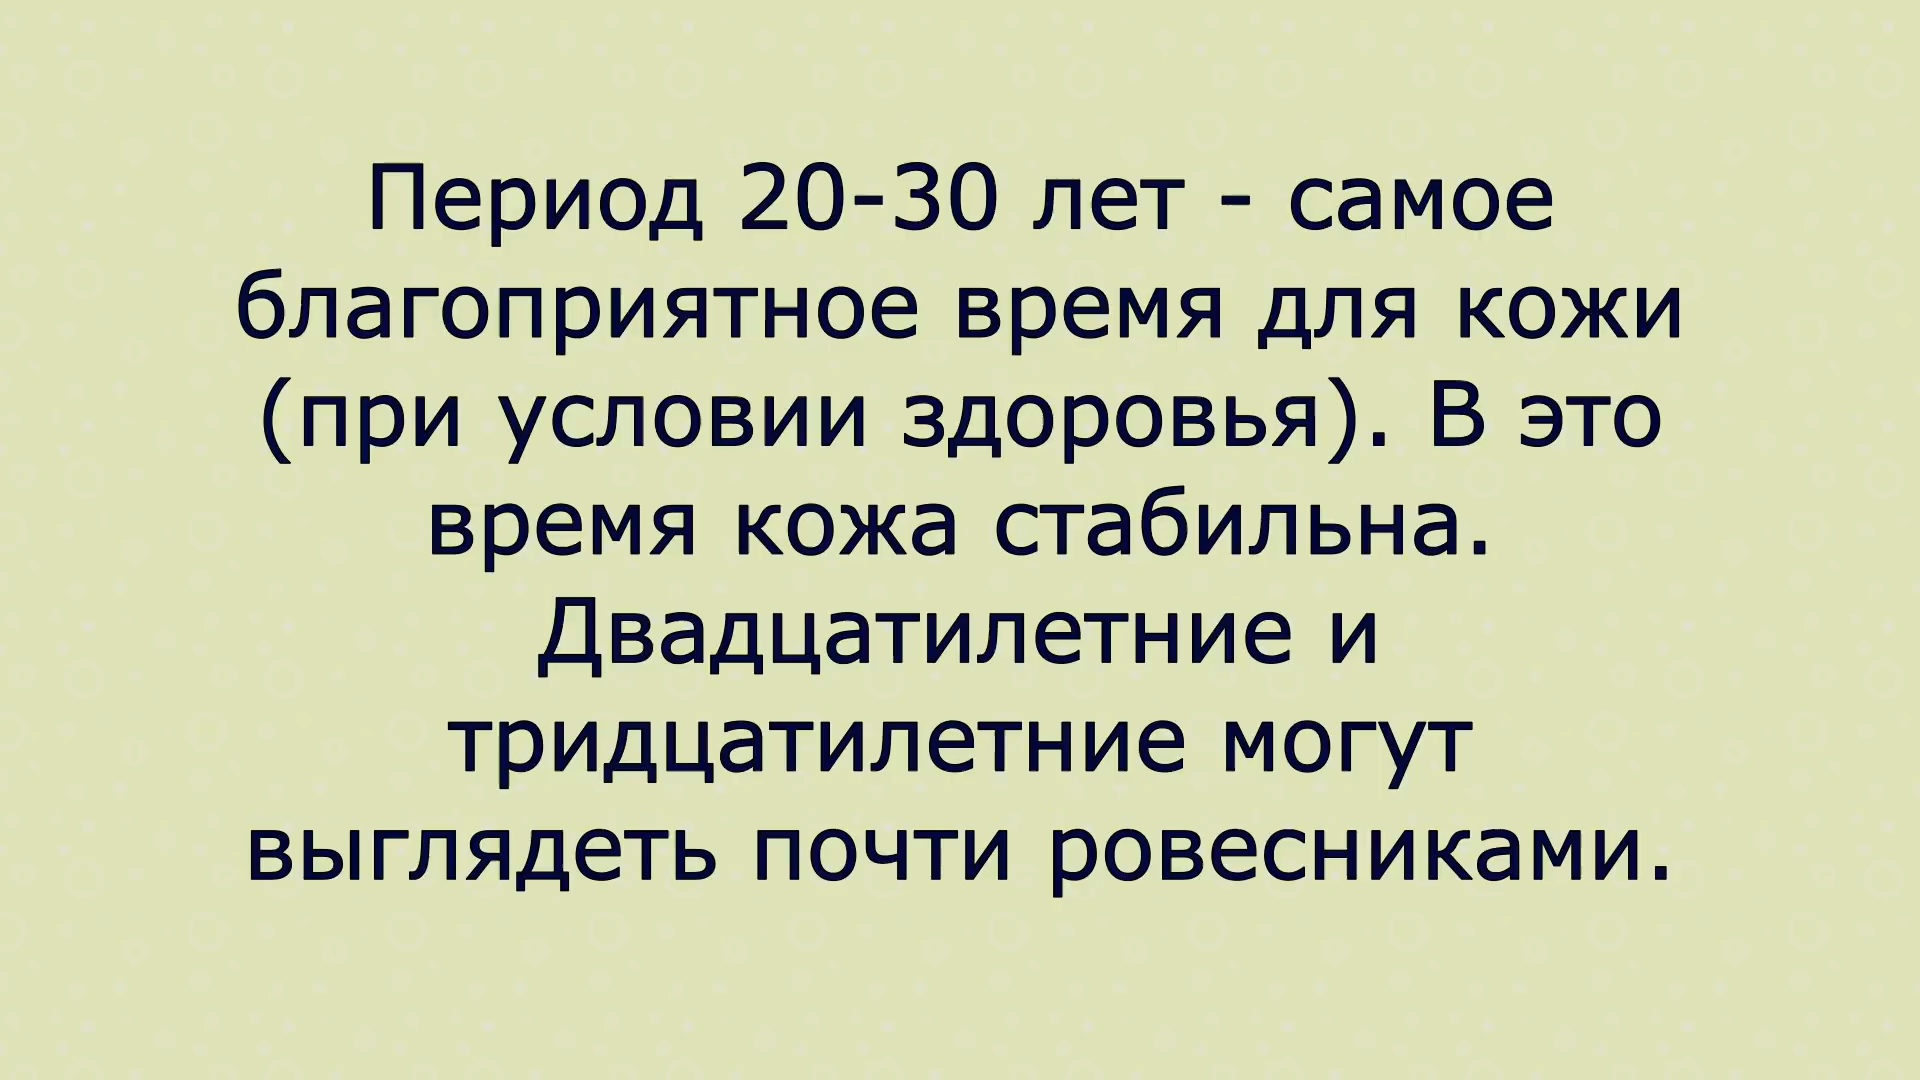 Период 20-30 лет - самое
благоприятное время для кожи
(при условии здоровья). В это
время кожа стабильна.
Двадцатилетние и
тридцатилетние могут
выглядеть почти ровесниками.